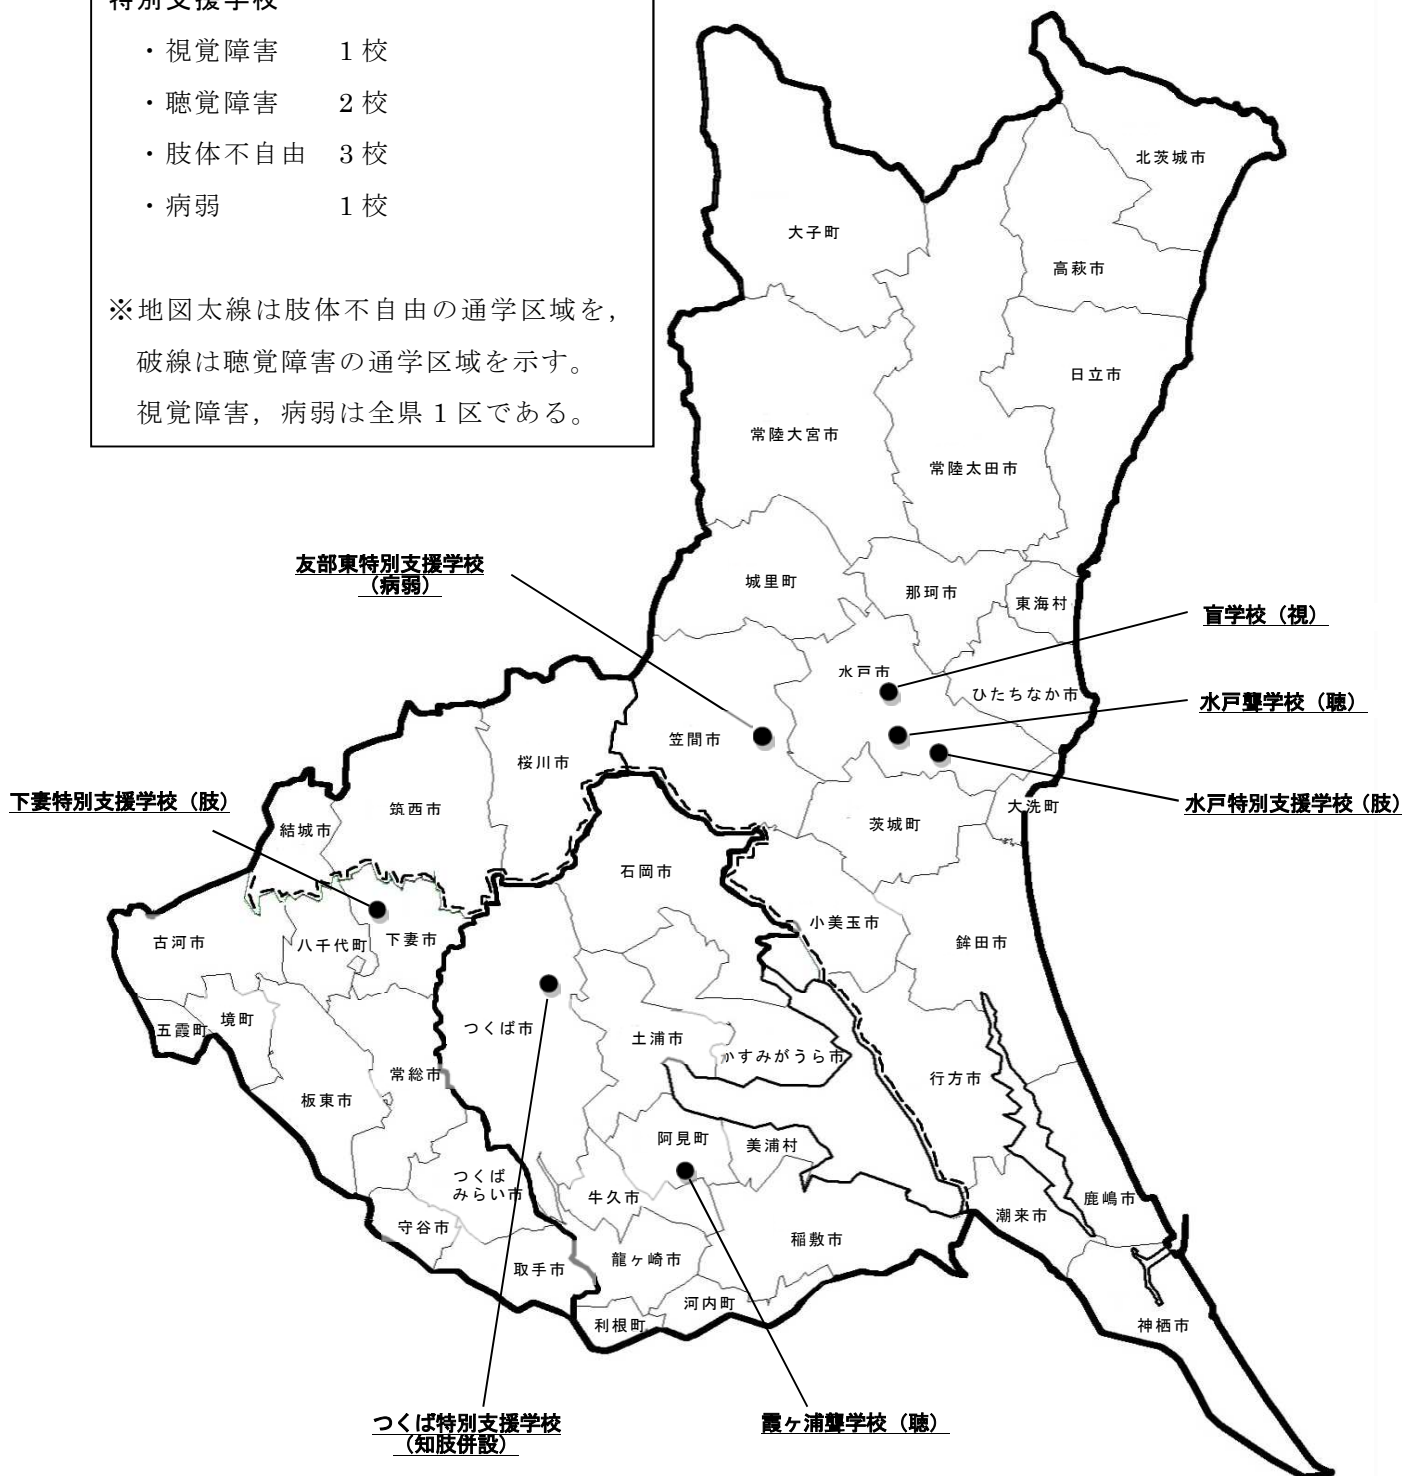 特別支援学校
・視覚障害 1校
・聴覚障害 2校
・肢体不自由 3校
・病弱 1校
※地図太線は肢体不自由の通学区域を，
破線は聴覚障害の通学区域を示す。
視覚障害，病弱は全県1区である。
北茨城市
大子町
高萩市
日立市
常陸大宮市
常陸太田市
友部東特別支援学校
（病弱）
城里町
那珂市
東海村
盲学校（視）
水戸市
ひたちなか市
水戸聾学校（聴）
笠間市
桜川市
下妻特別支援学校（肢）
筑西市
結城市
大洗町
水戸特別支援学校（肢）
茨城町
石岡市
小美玉市
古河市
八千代町
下妻市
鉾田市
五霞町
境町
つくば市
土浦市
かすみがうら市
常総市
板東市
行方市
阿見町
美浦村
つくば
みらい市
牛久市
鹿嶋市
潮来市
守谷市
稲敷市
龍ヶ崎市
取手市
河内町
利根町
神栖市
つくば特別支援学校
（知肢併設）
霞ヶ浦聾学校（聴）